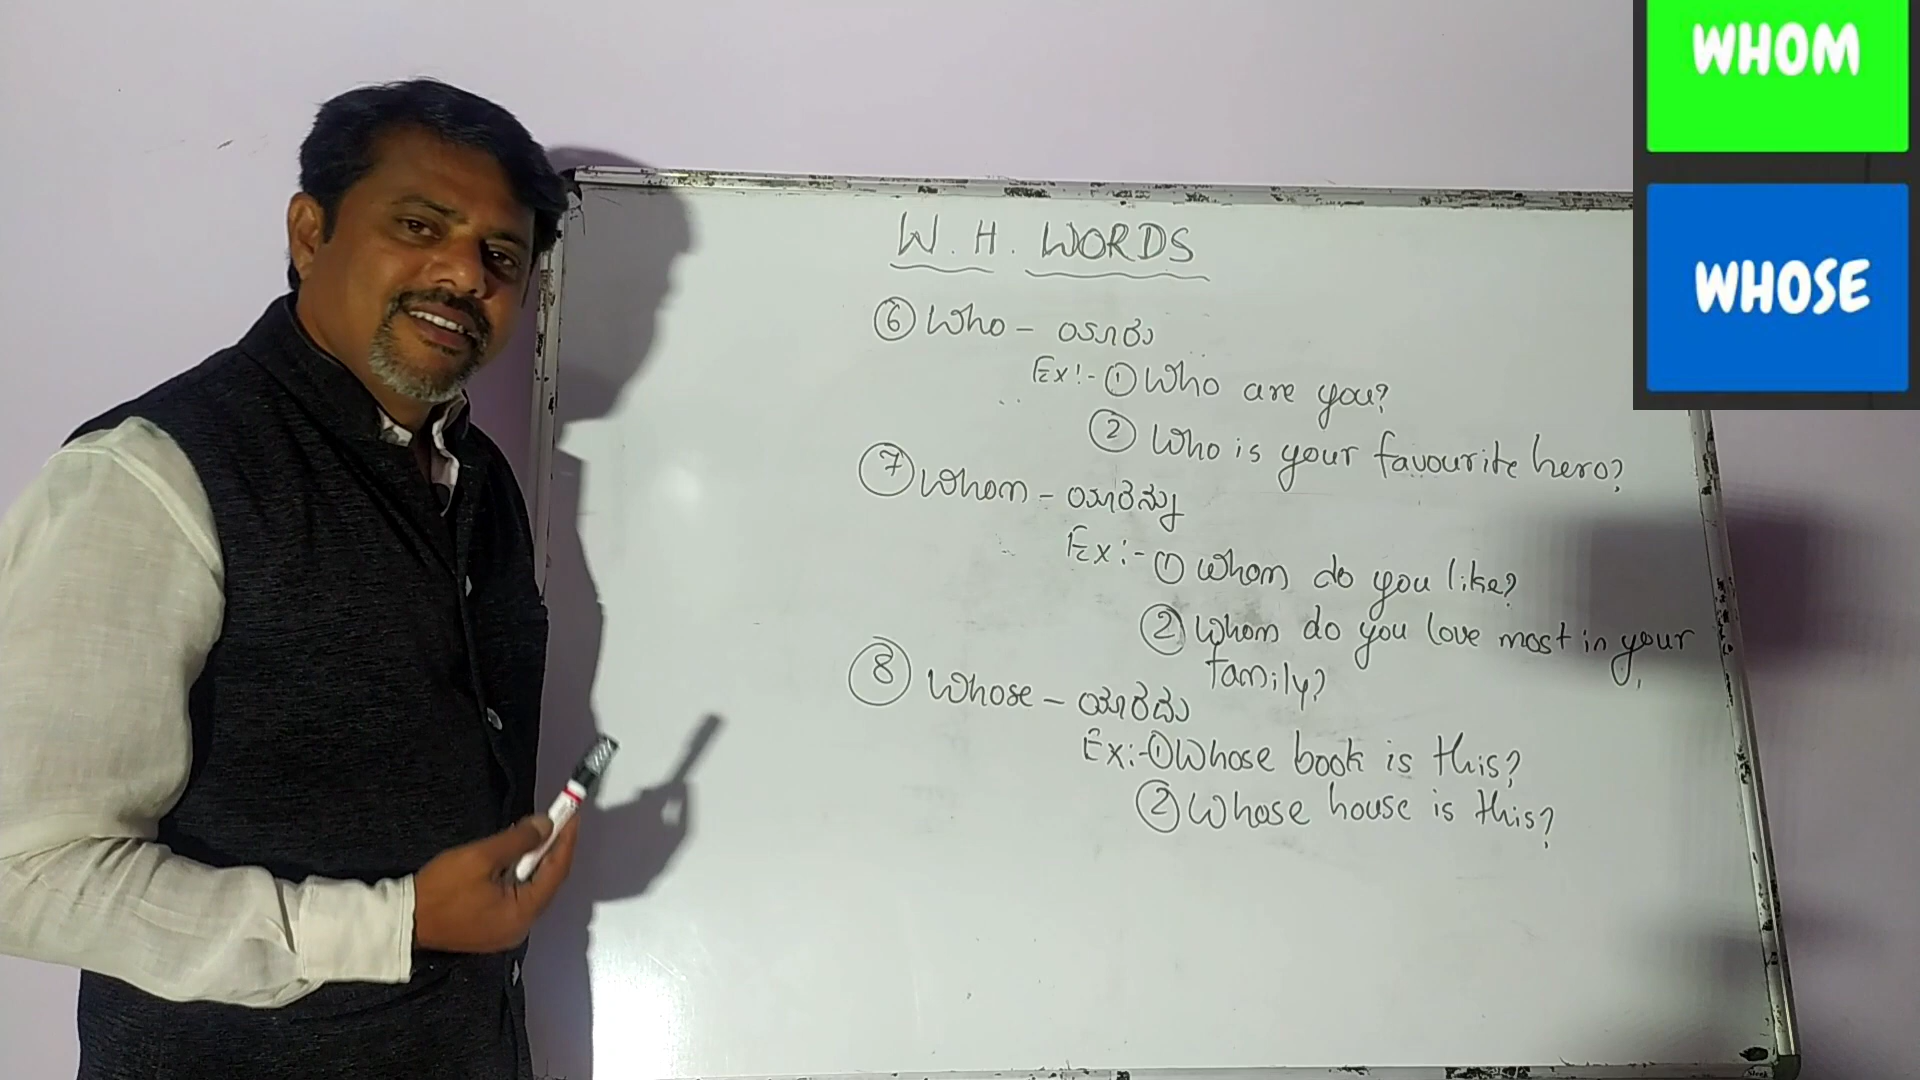 WHOM
WHOSE
W. H. WORDS
6 Who - ಯಾರು
Ex:- 1 Who are you?
2 Who is your favourite hero?
7 Whom - ಯಾರನ್ನು
Ex:- 1 Whom do you like?
2 Whom do you love most in your
family?
8 Whose - ಯಾರದು
Ex:- 1 Whose book is this?
2 Whose house is this?